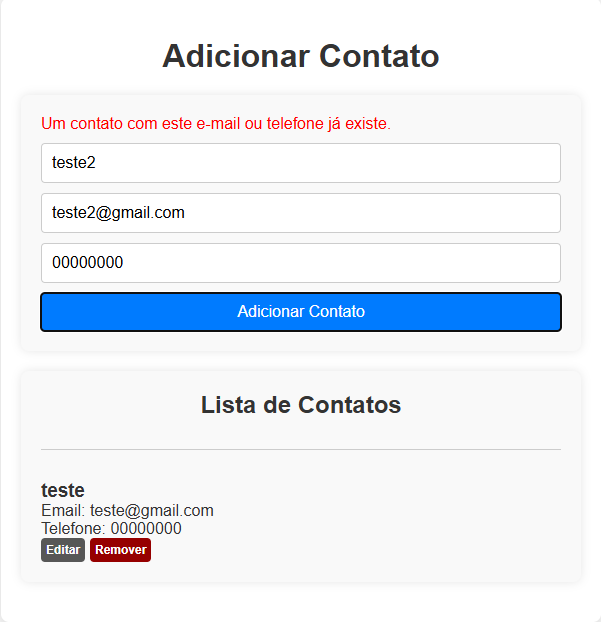 Adicionar Contato
Um contato com este e-mail ou telefone já existe.
teste2
teste2@gmail.com
00000000
Adicionar Contato
Lista de Contatos
teste
Email: teste@gmail.com
Telefone: 00000000
Editar Remover